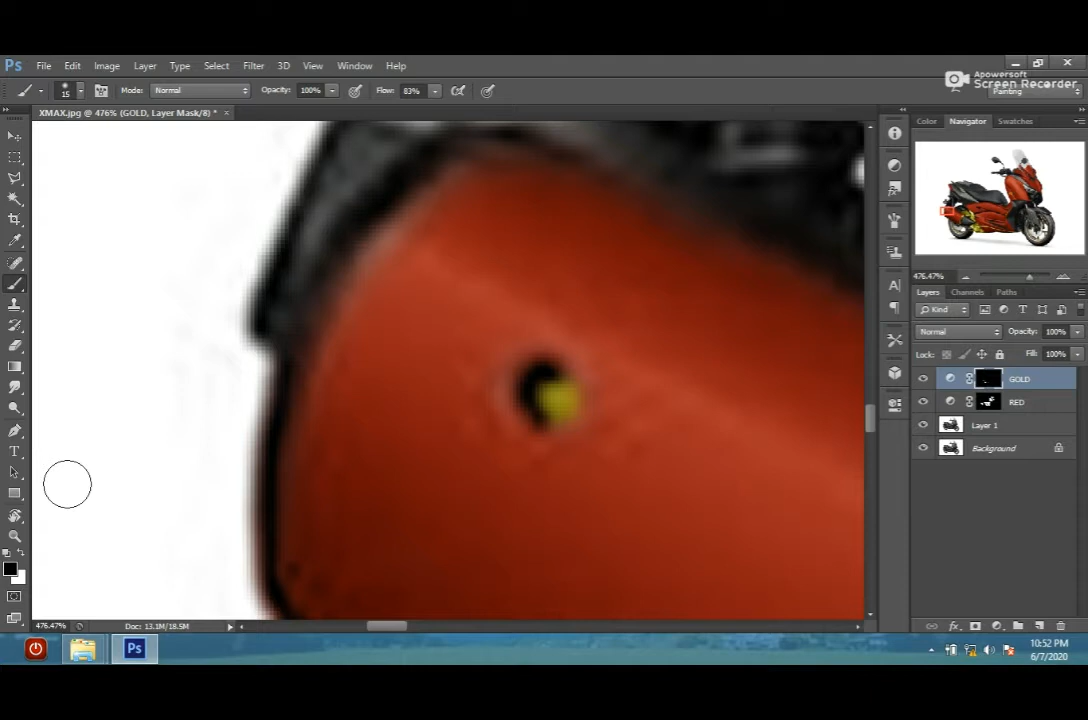 Ps File Edit Image Layer Type Select Filter 3D View Window Help
Apowersoft
Screen Recorder
15 Mode: Normal Opacity: 100% Flow: 83% Painting
XMAX.jpg @ 476% (GOLD, Layer Mask/8) * ×
Color Navigator Swatches
476.47%
Layers Channels Paths
Kind
Normal Opacity: 100%
Lock: Fill: 100%
GOLD
RED
Layer 1
Background
476.47% Doc: 13.1M/18.5M
Ps
10:52 PM
6/7/2020